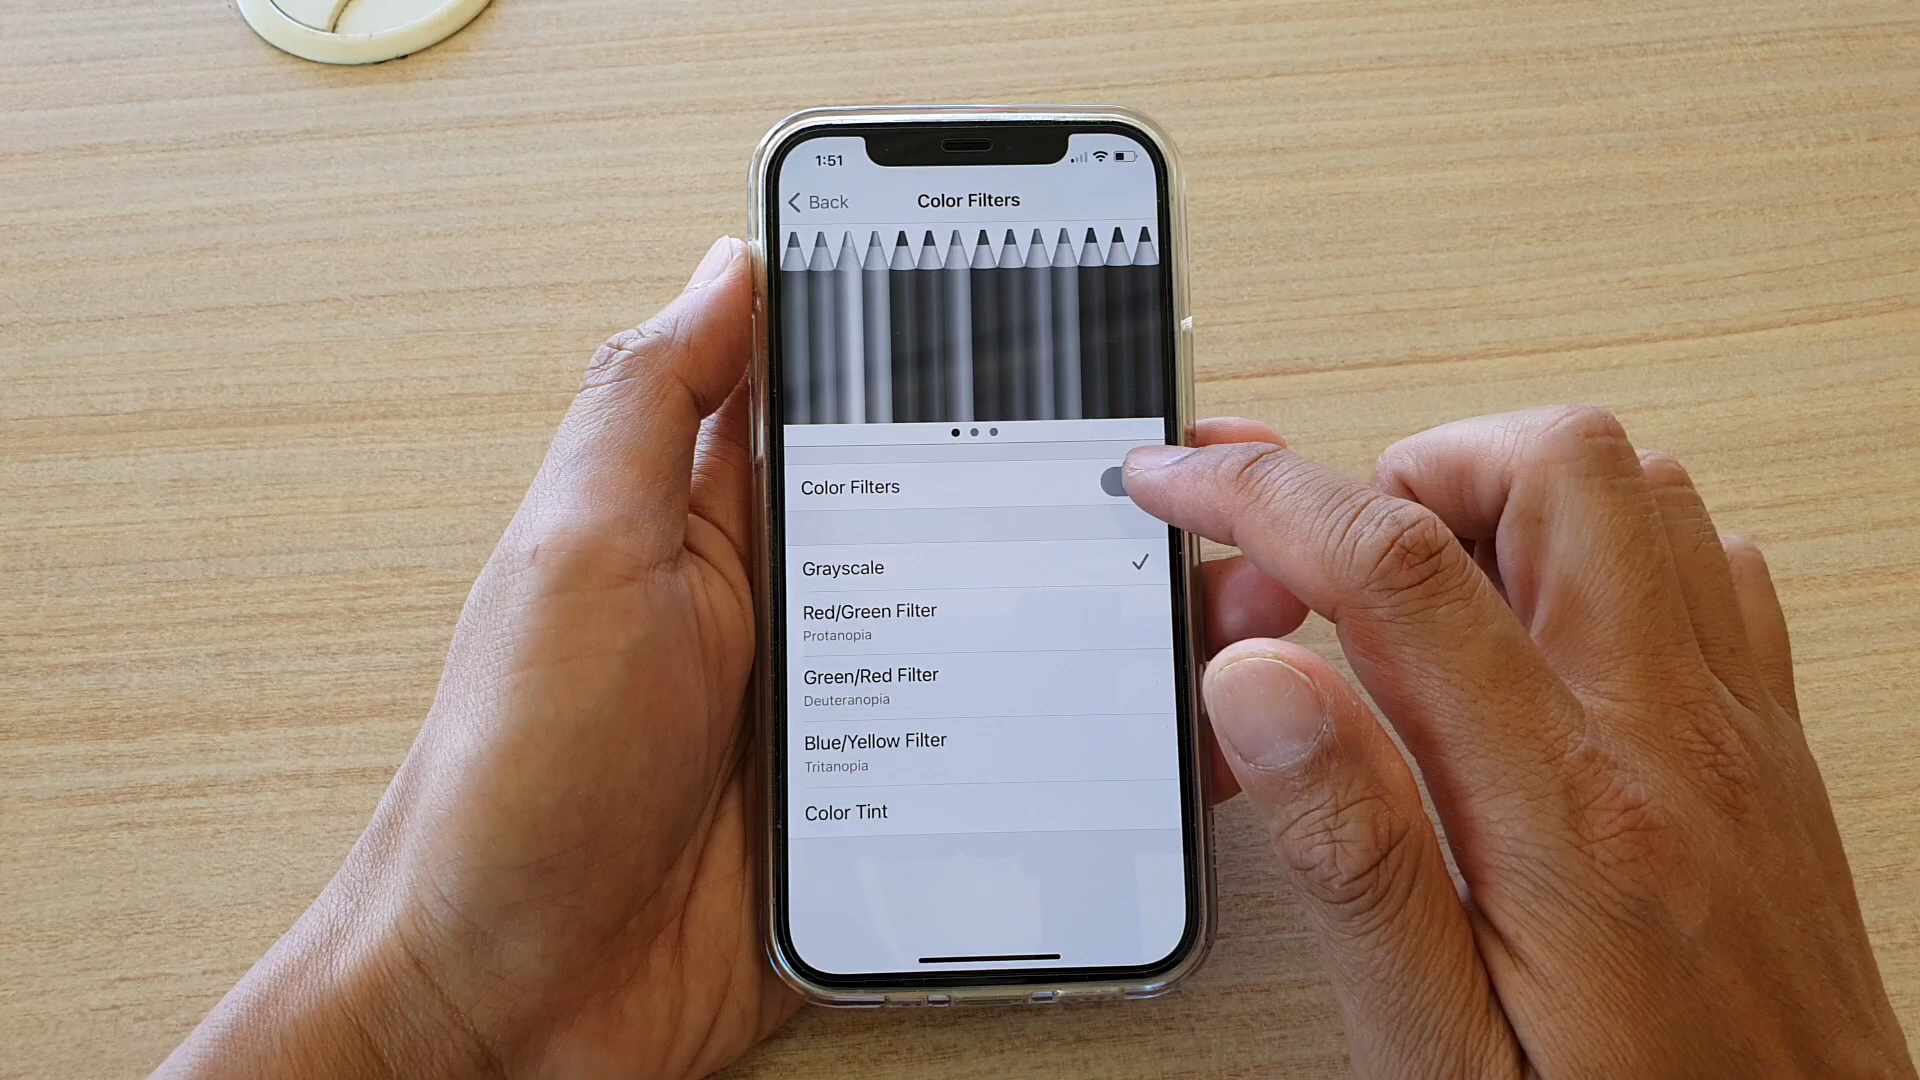 1:51
Back
Color Filters
Color Filters
Grayscale
Red/Green Filter
Protanopia
Green/Red Filter
Deuteranopia
Blue/Yellow Filter
Tritanopia
Color Tint